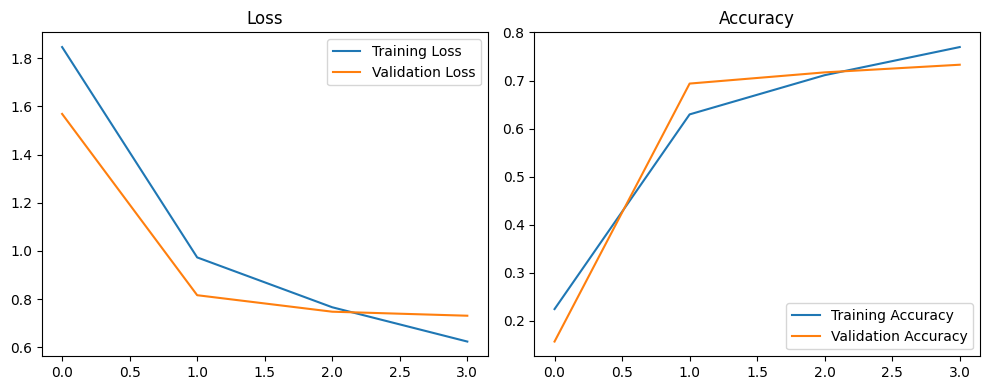 Loss
1.8
1.6
1.4
1.2
1.0
0.8
0.6
0.0 0.5 1.0 1.5 2.0 2.5 3.0
Training Loss
Validation Loss
Accuracy
0.8
0.7
0.6
0.5
0.4
0.3
0.2
0.0 0.5 1.0 1.5 2.0 2.5 3.0
Training Accuracy
Validation Accuracy